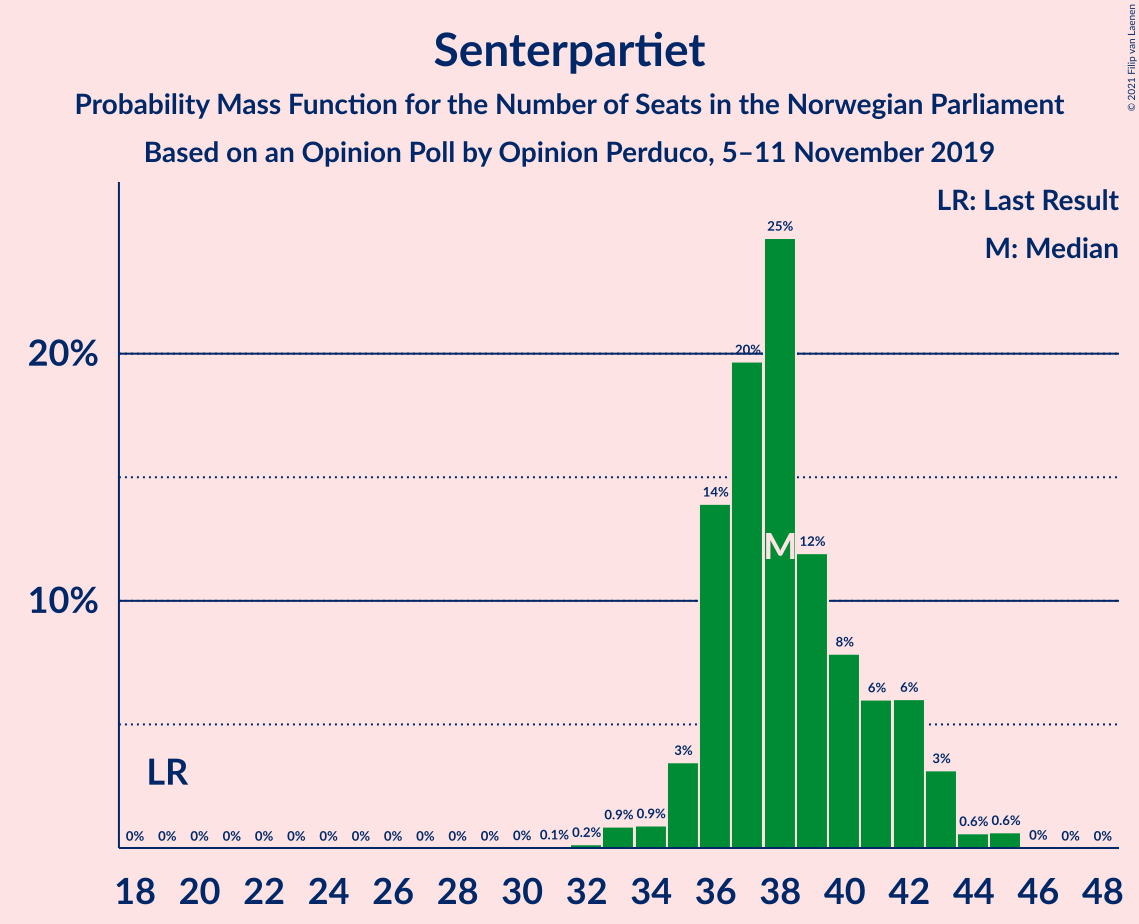 Senterpartiet
Probability Mass Function for the Number of Seats in the Norwegian Parliament
Based on an Opinion Poll by Opinion Perduco, 5–11 November 2019
© 2021 Filip van Laenen
LR: Last Result
M: Median
25%
20% 20%
14%
M 12%
10%
8%
6% 6%
LR 3% 3%
0% 0% 0% 0% 0% 0% 0% 0% 0% 0% 0% 0% 0% 0.1% 0.2% 0.9% 0.9% 0.6% 0.6% 0% 0% 0%
18 20 22 24 26 28 30 32 34 36 38 40 42 44 46 48